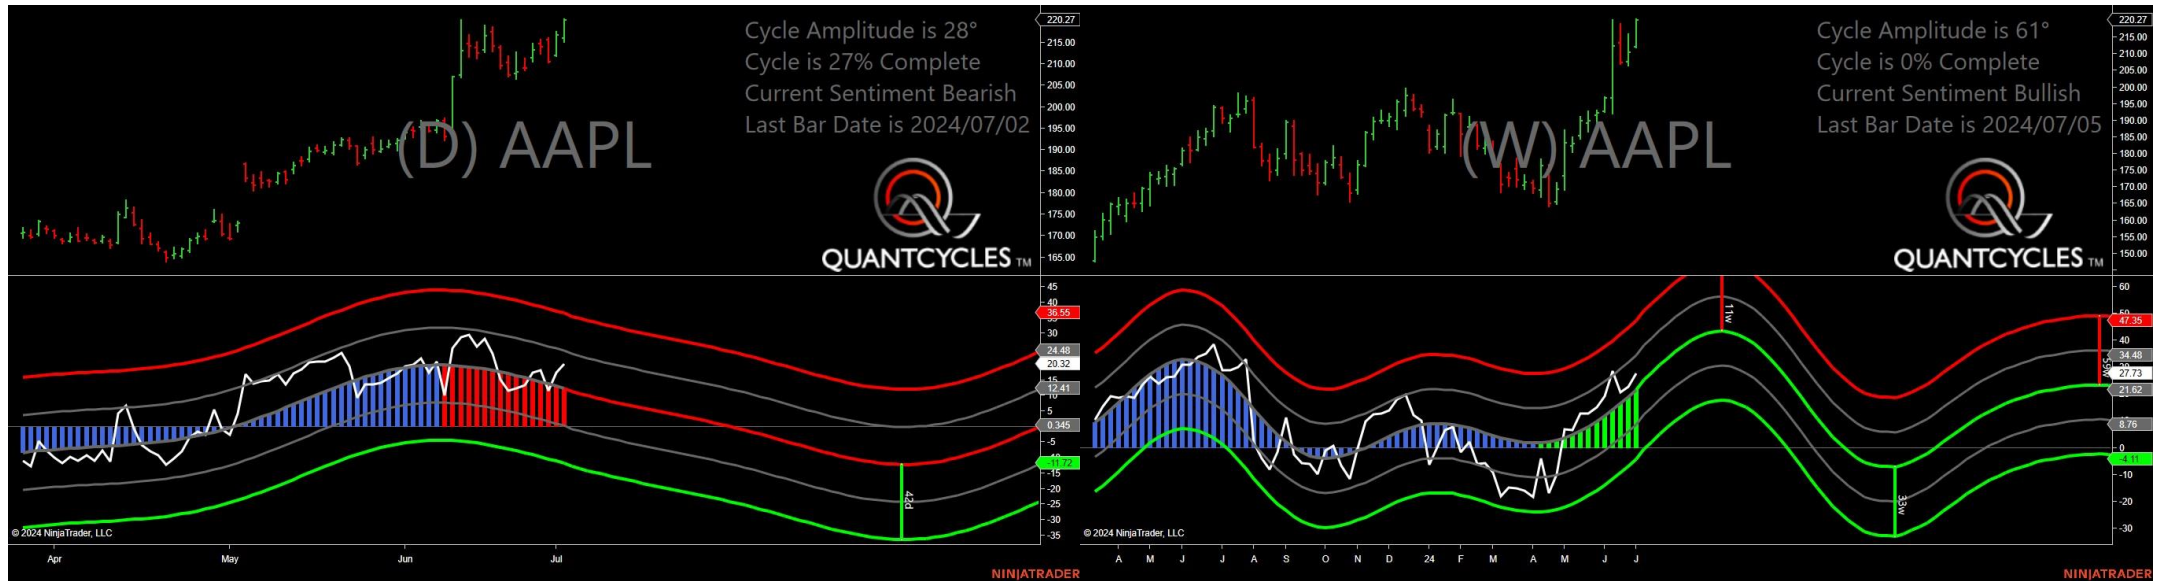 Cycle Amplitude is 28°
Cycle is 27% Complete
Current Sentiment Bearish
Last Bar Date is 2024/07/02
(D) AAPL
QUANTCYCLES TM
220.27
215.00
210.00
205.00
200.00
195.00
190.00
185.00
180.00
175.00
170.00
165.00
45
40
36.55
30
24.48
20.32
15
12.41
10
5
0.345
-5
-11.72
-15
-20
-25
-30
-35
42d
© 2024 NinjaTrader, LLC
Apr May Jun Jul
NINJATRADER
Cycle Amplitude is 61°
Cycle is 0% Complete
Current Sentiment Bullish
Last Bar Date is 2024/07/05
(W) AAPL
QUANTCYCLES TM
220.27
215.00
210.00
205.00
200.00
195.00
190.00
185.00
180.00
175.00
170.00
165.00
160.00
155.00
150.00
60
47.35
40
34.48
27.73
21.62
8.76
0
-4.11
-10
-20
-30
11w
33w
© 2024 NinjaTrader, LLC
A M J J A S O N D 24 F M A M J J
NINJATRADER